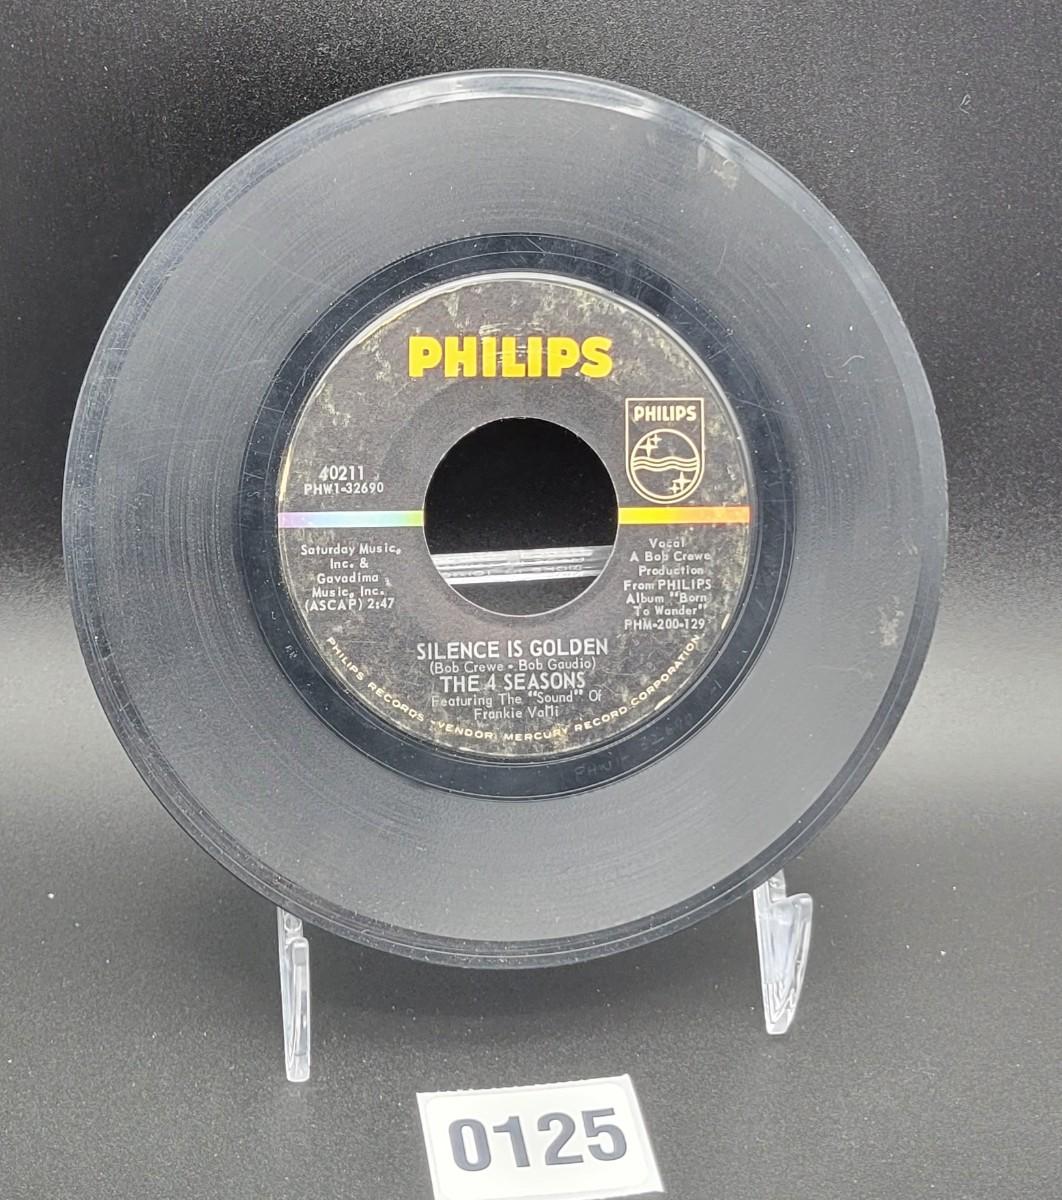 PHILIPS
PHILIPS
40211
PHW1-32690
Saturday Music,
Inc. &
Gavadima
Music, Inc.
(ASCAP) 2:47
Vocal
A Bob Crewe
Production
From PHILIPS
Album "Born
To Wander"
PHM-200-129
SILENCE IS GOLDEN
(Bob Crewe - Bob Gaudio)
THE 4 SEASONS
Featuring The "Sound" Of
Frankie Valli
PHILIPS RECORDS VENDOR: MERCURY RECORD CORPORATION
0125